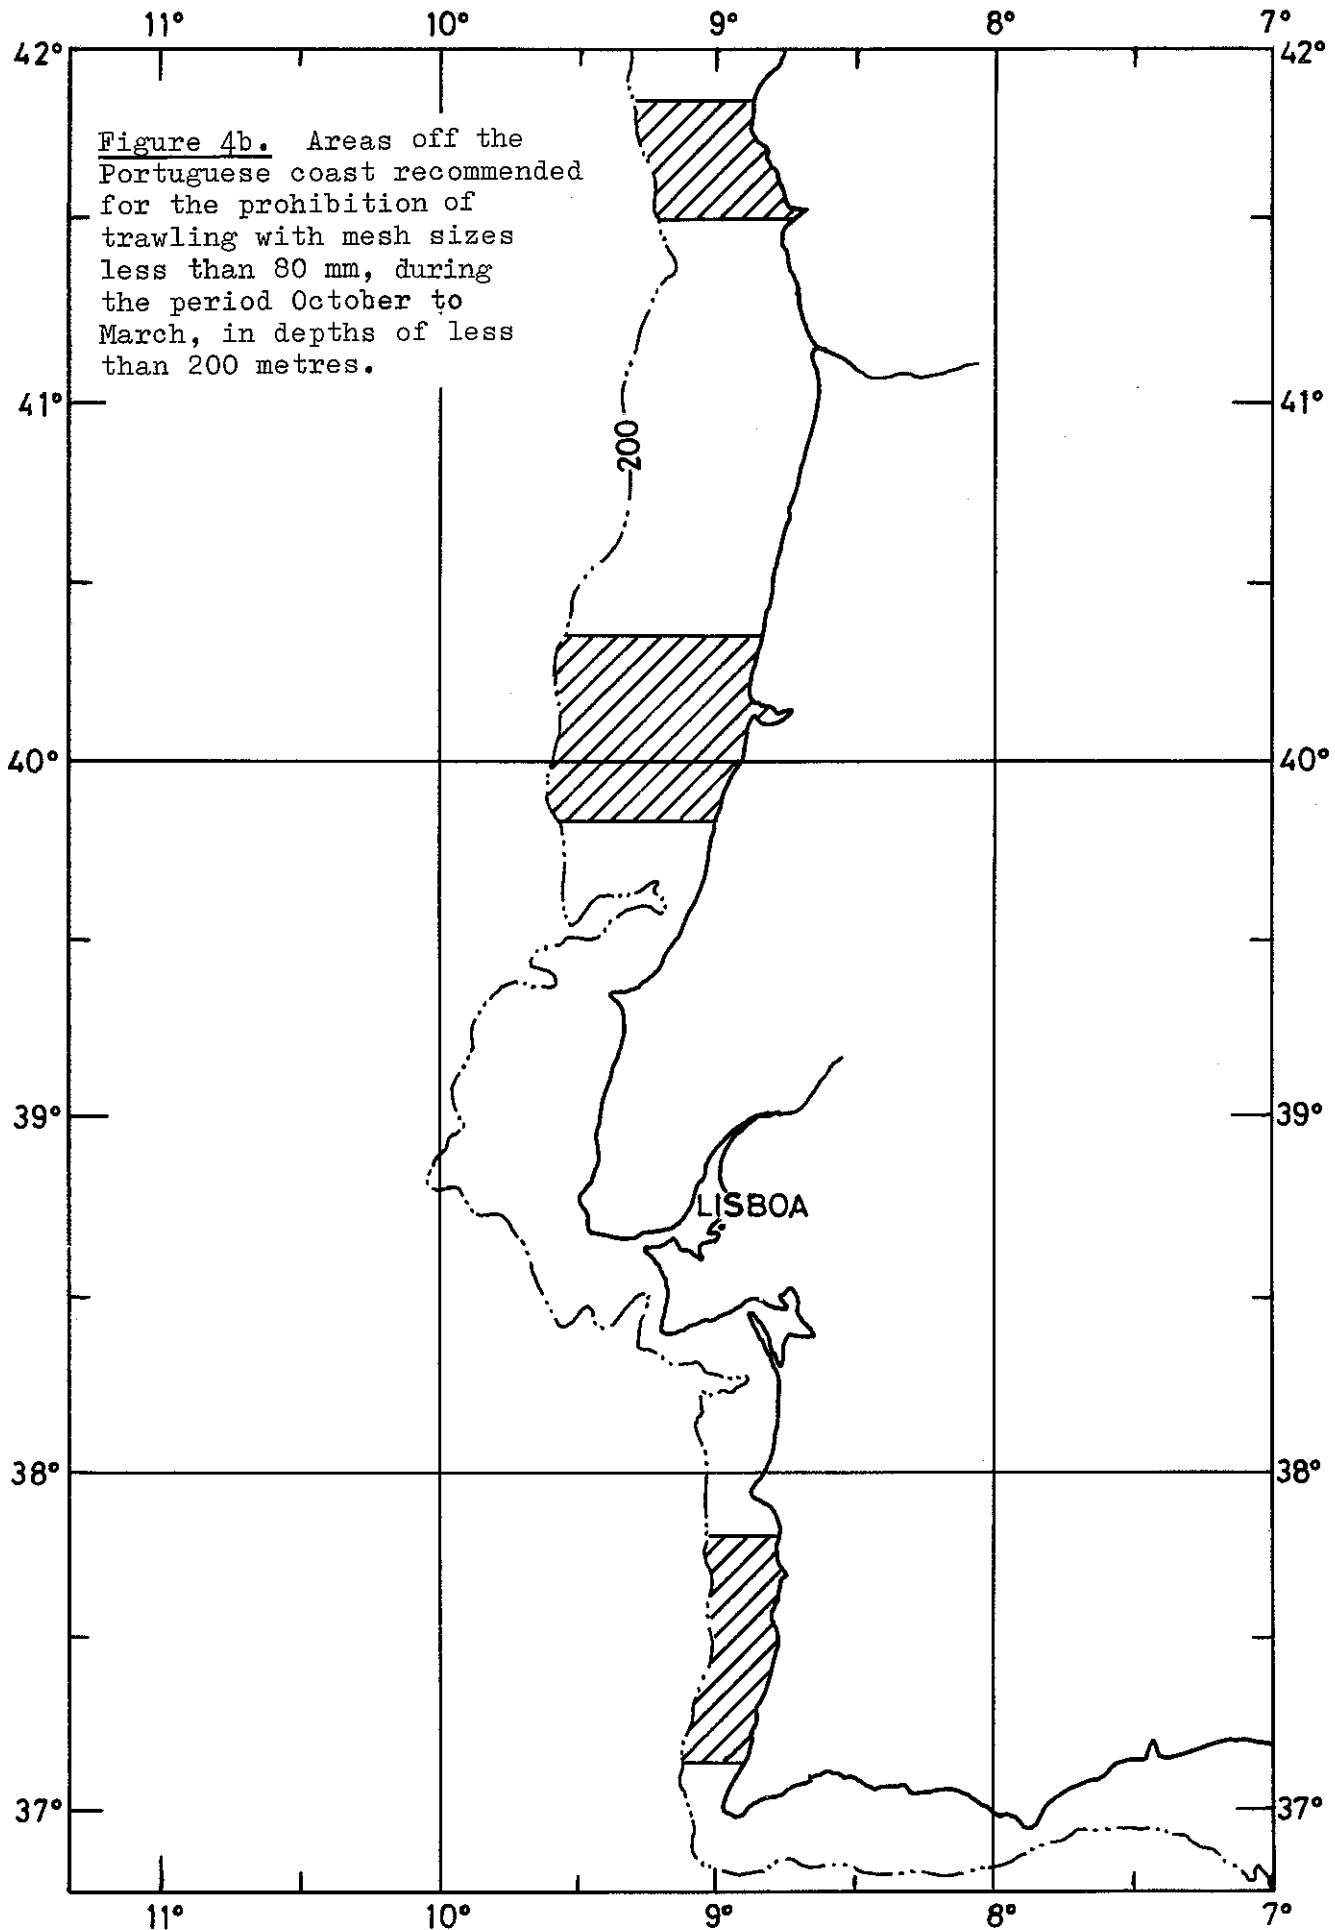 11° 10° 9° 8° 7°
42° 42°
Figure 4b. Areas off the
Portuguese coast recommended
for the prohibition of
trawling with mesh sizes
less than 80 mm, during
the period October to
March, in depths of less
than 200 metres.
41° 41°
200
40° 40°
39° 39°
LISBOA
38° 38°
37° 37°
11° 10° 9° 8° 7°